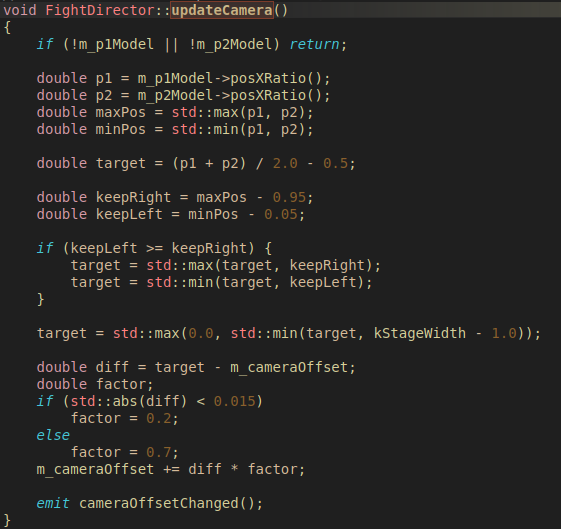 void FightDirector::updateCamera()
{
    if (!m_p1Model || !m_p2Model) return;

    double p1 = m_p1Model->posXRatio();
    double p2 = m_p2Model->posXRatio();
    double maxPos = std::max(p1, p2);
    double minPos = std::min(p1, p2);

    double target = (p1 + p2) / 2.0 - 0.5;

    double keepRight = maxPos - 0.95;
    double keepLeft = minPos - 0.05;

    if (keepLeft >= keepRight) {
        target = std::max(target, keepRight);
        target = std::min(target, keepLeft);
    }

    target = std::max(0.0, std::min(target, kStageWidth - 1.0));

    double diff = target - m_cameraOffset;
    double factor;
    if (std::abs(diff) < 0.015)
        factor = 0.2;
    else
        factor = 0.7;
    m_cameraOffset += diff * factor;

    emit cameraOffsetChanged();
}